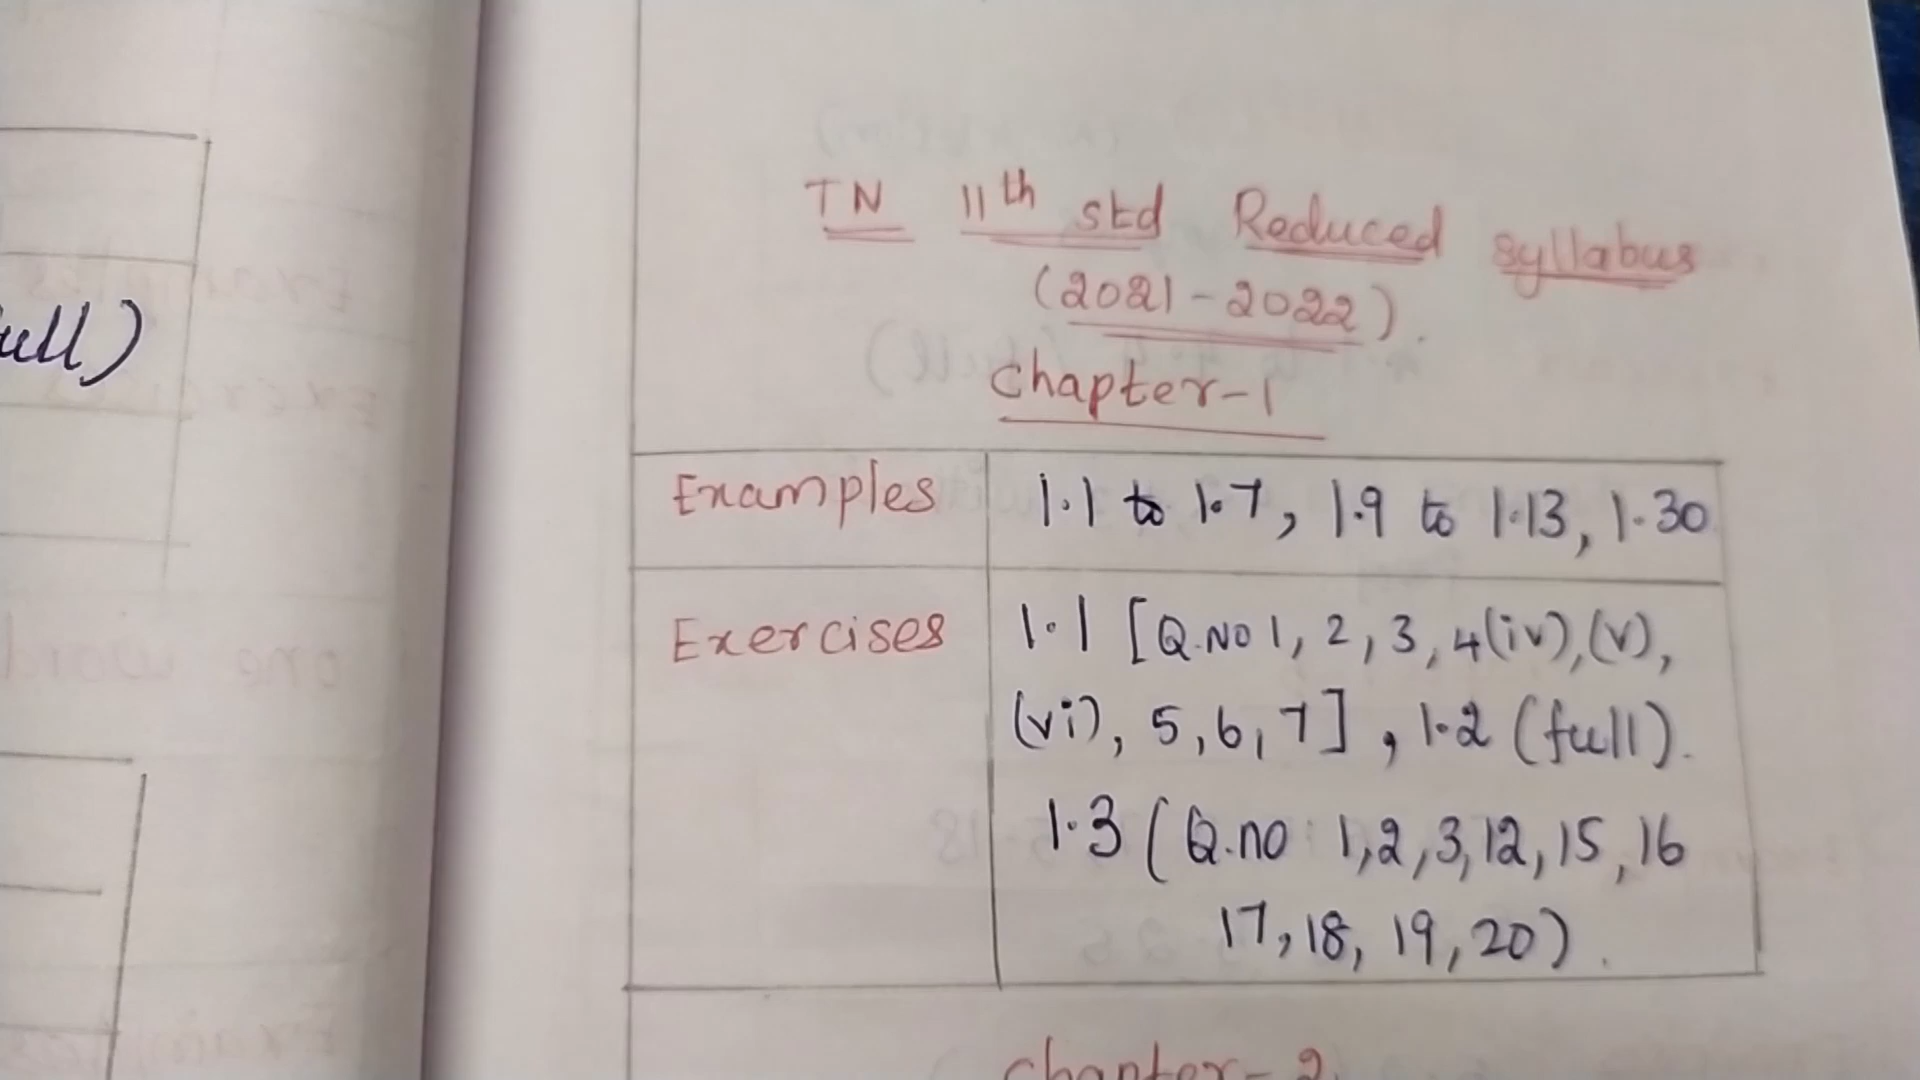 ull)
TN 11th std Reduced syllabus
(2021-2022).
Chapter-1
Examples 1.1 to 1.7, 1.9 to 1.13, 1.30
Exercises 1.1 [Q.NO 1, 2, 3, 4(iv),(v),
(vi), 5, 6, 7], 1.2 (full).
1.3 (Q.no 1,2,3,12,15,16
17,18, 19,20).
chapter-2.